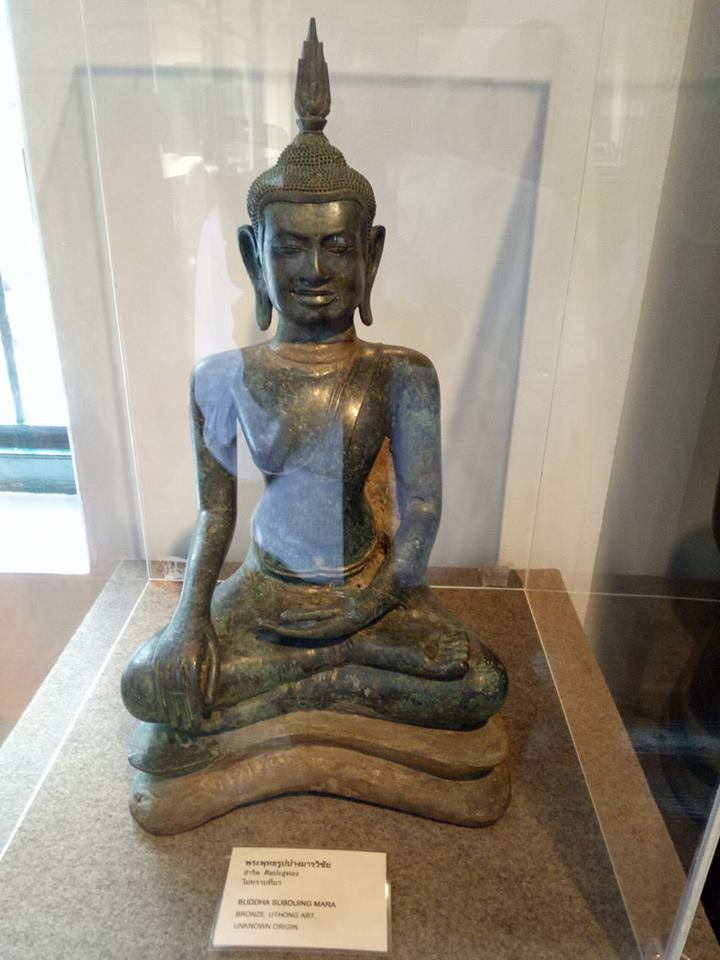 พระพุทธรูปปางมารวิชัย
สำริด ศิลปะอู่ทอง
ไม่ทราบที่มา
BUDDHA SUBDUING MARA
BRONZE, UTHONG ART,
UNKNOWN ORIGIN.